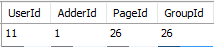 UserId AdderId PageId GroupId
11 1 26 26